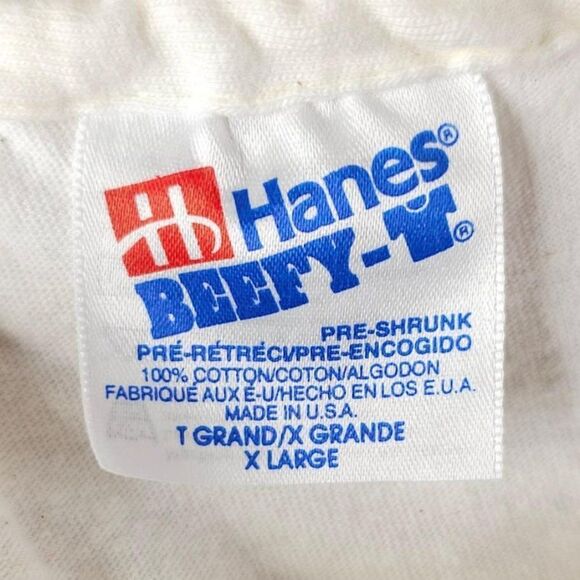 Hanes®
BEEFY-T®
PRE-SHRUNK
PRÉ-RÉTRÉCI/PRE-ENCOGIDO
100% COTTON/COTON/ALGODON
FABRIQUÉ AUX É-U/HECHO EN LOS E.U.A.
MADE IN U.S.A.
T GRAND/X GRANDE
X LARGE